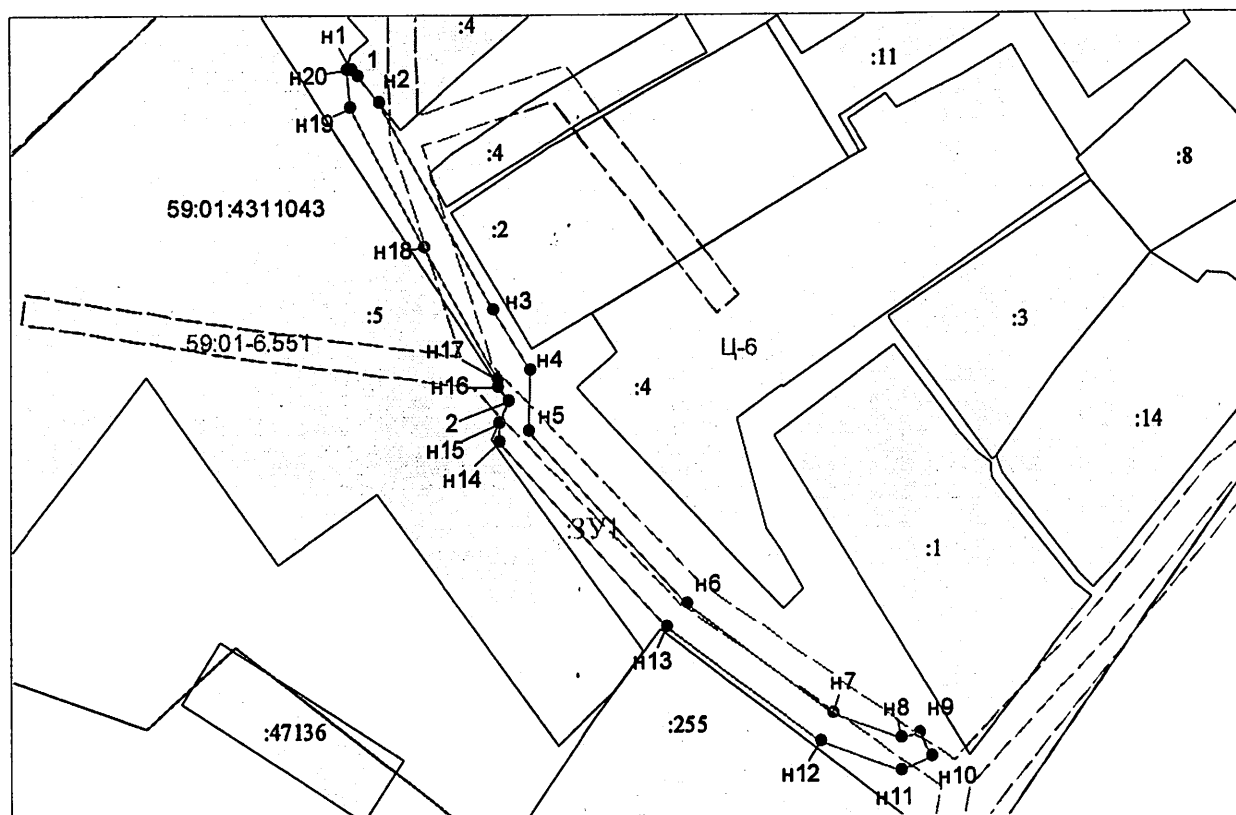 :4
н1
1
н20
н2
:11
н19
:4
:8
59:01:4311043
:2
н18
н3
:5
:3
59:01-6.551
Ц-6
н17
н4
н16
:4
2
н5
:14
н15
н14
:ЗУ1
:1
н6
н13
н7
:255
н8
н9
:47136
н12
н11
н10